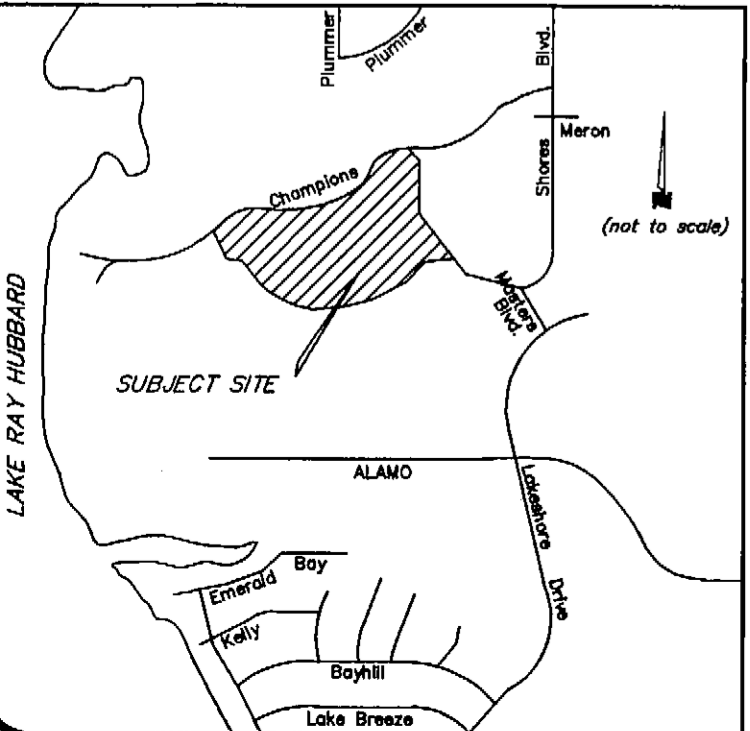 Plummer
Plummer
Blvd.
Shores
Meron
Champions
(not to scale)
Masters
Blvd.
LAKE RAY HUBBARD
SUBJECT SITE
ALAMO
Lakeshore
Drive
Emerald
Bay
Kelly
Bayhill
Lake Breeze